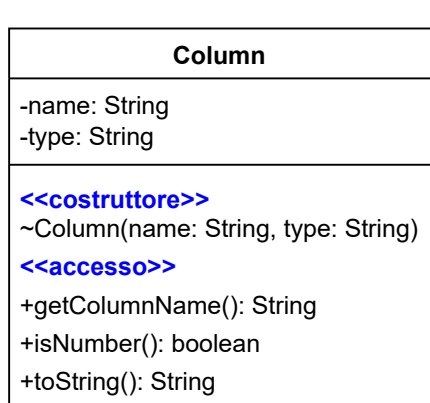 Column
-name: String
-type: String
<<costruttore>>
~Column(name: String, type: String)
<<accesso>>
+getColumnName(): String
+isNumber(): boolean
+toString(): String